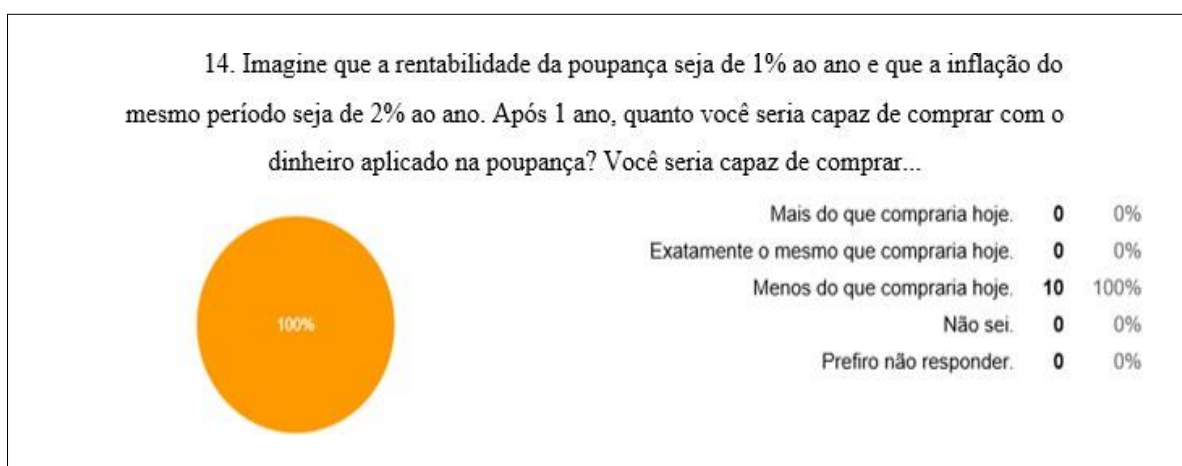 14. Imagine que a rentabilidade da poupança seja de 1% ao ano e que a inflação do
mesmo período seja de 2% ao ano. Após 1 ano, quanto você seria capaz de comprar com o
dinheiro aplicado na poupança? Você seria capaz de comprar...
Mais do que compraria hoje. 0 0%
Exatamente o mesmo que compraria hoje. 0 0%
Menos do que compraria hoje. 10 100%
Não sei. 0 0%
Prefiro não responder. 0 0%
100%